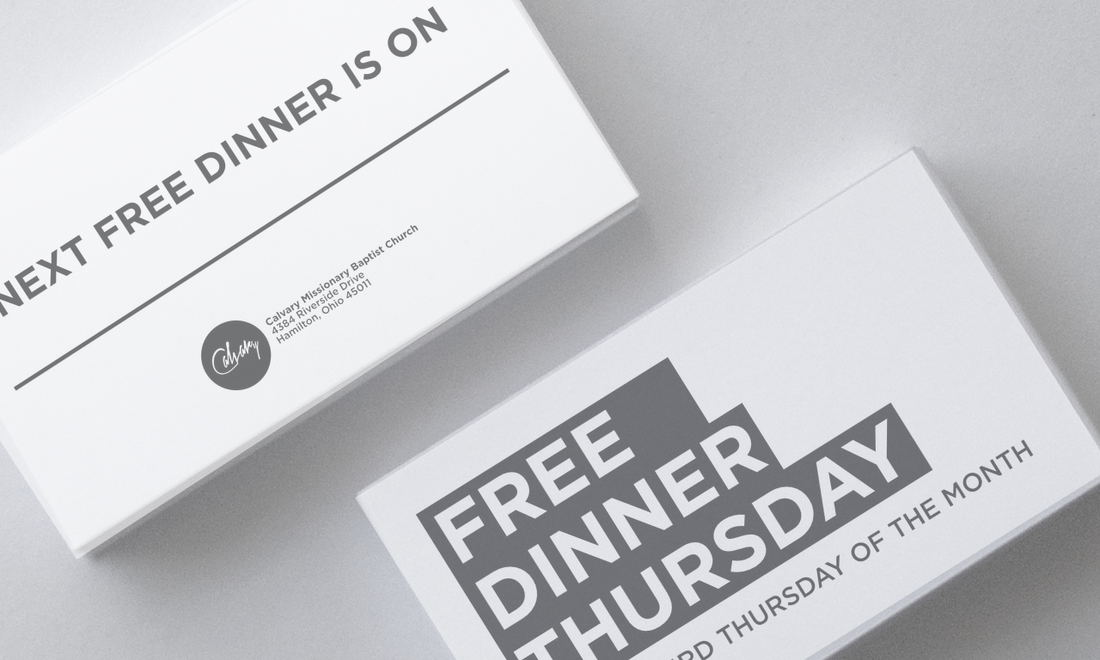 NEXT FREE DINNER IS ON
Calvary Missionary Baptist Church
4384 Riverside Drive
Hamilton, Ohio 45011
Calvary
FREE
DINNER
THURSDAY
THURSDAY OF THE MONTH